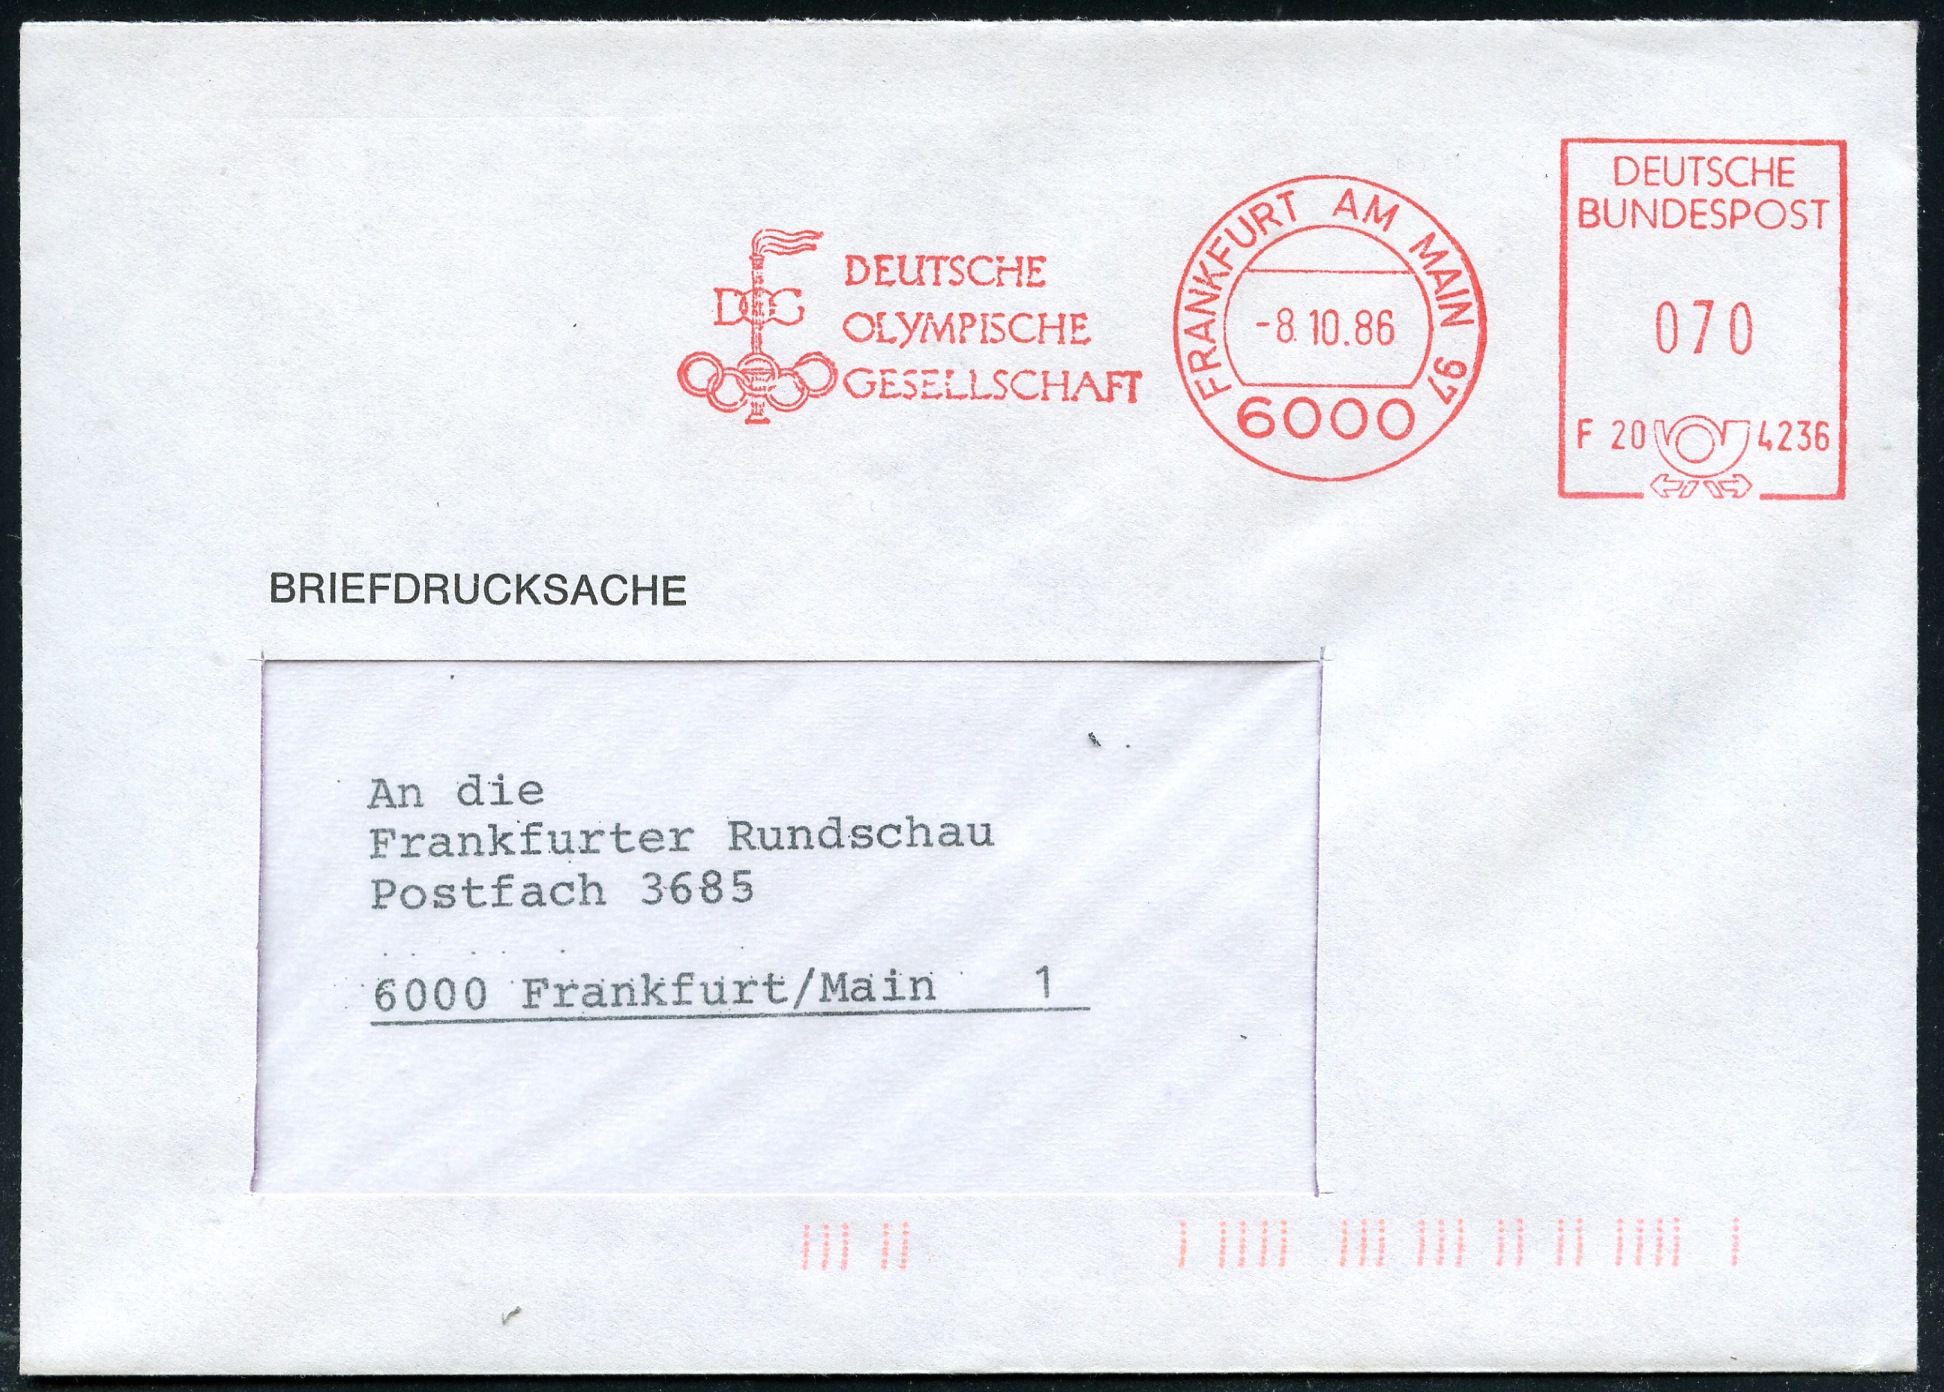 DOG
DEUTSCHE
OLYMPISCHE
GESELLSCHAFT
FRANKFURT AM MAIN 97
-8.10.86
6000
DEUTSCHE
BUNDESPOST
070
F 20 4236
BRIEFDRUCKSACHE
An die
Frankfurter Rundschau
Postfach 3685
6000 Frankfurt/Main 1